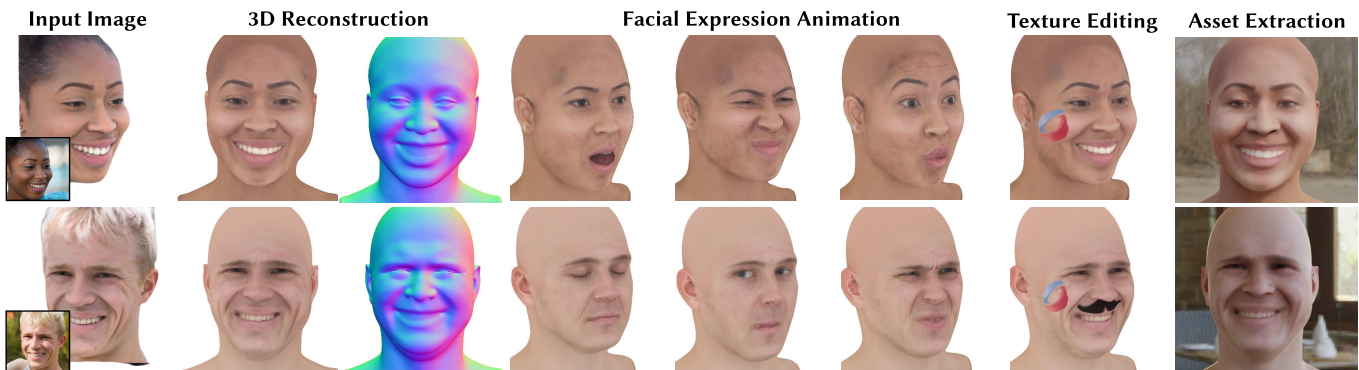 Input Image
3D Reconstruction
Facial Expression Animation
Texture Editing
Asset Extraction